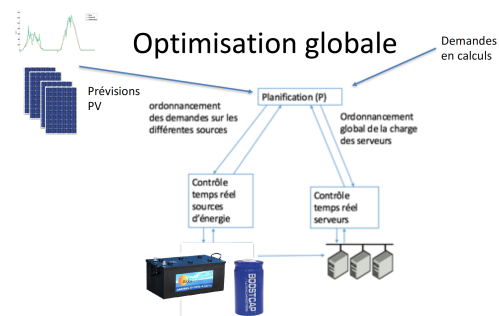 Optimisation globale
Demandes
en calculs
Prévisions
PV
Planification (P)
ordonnancement
des demandes sur les
différentes sources
Ordonnancement
global de la charge
des serveurs
Contrôle
temps réel
sources
d'énergie
Contrôle
temps réel
serveurs
BOOSTCAP